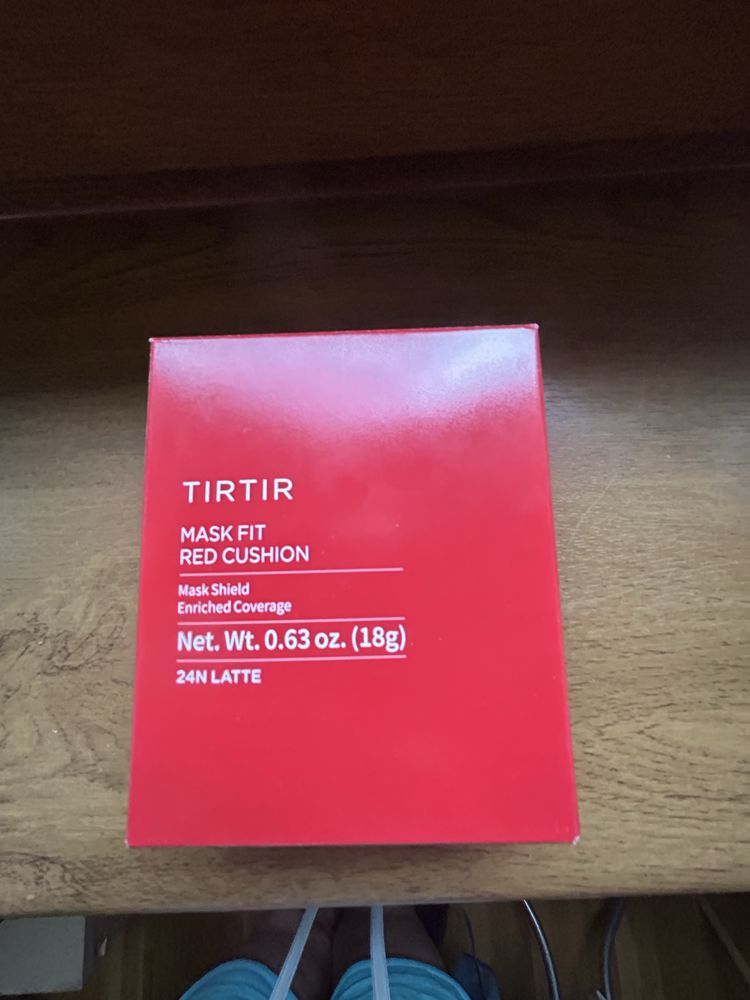 TIRTIR
MASK FIT
RED CUSHION
Mask Shield
Enriched Coverage
Net. Wt. 0.63 oz. (18g)
24N LATTE